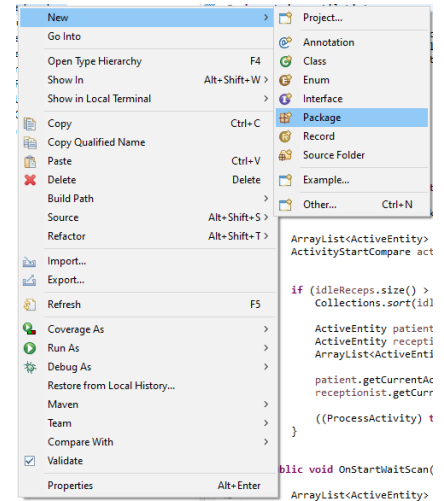 New
Go Into
Open Type Hierarchy F4
Show In Alt+Shift+W >
Show in Local Terminal
Copy Ctrl+C
Copy Qualified Name
Paste Ctrl+V
Delete Delete
Build Path
Source Alt+Shift+S >
Refactor Alt+Shift+T >
Import...
Export...
Refresh F5
Coverage As
Run As
Debug As
Restore from Local History...
Maven
Team
Compare With
Validate
Properties Alt+Enter
Project...
Annotation
Class
Enum
Interface
Package
Record
Source Folder
Example...
Other... Ctrl+N
ArrayList<ActiveEntity>
ActivityStartCompare act
if (idleReceps.size() >
Collections.sort(idl
ActiveEntity patient
ActiveEntity recepti
ArrayList<ActiveEnti
patient.getCurrentAc
receptionist.getCurr
((ProcessActivity) t
}
blic void OnStartWaitScan(
ArrayList<ActiveEntity>